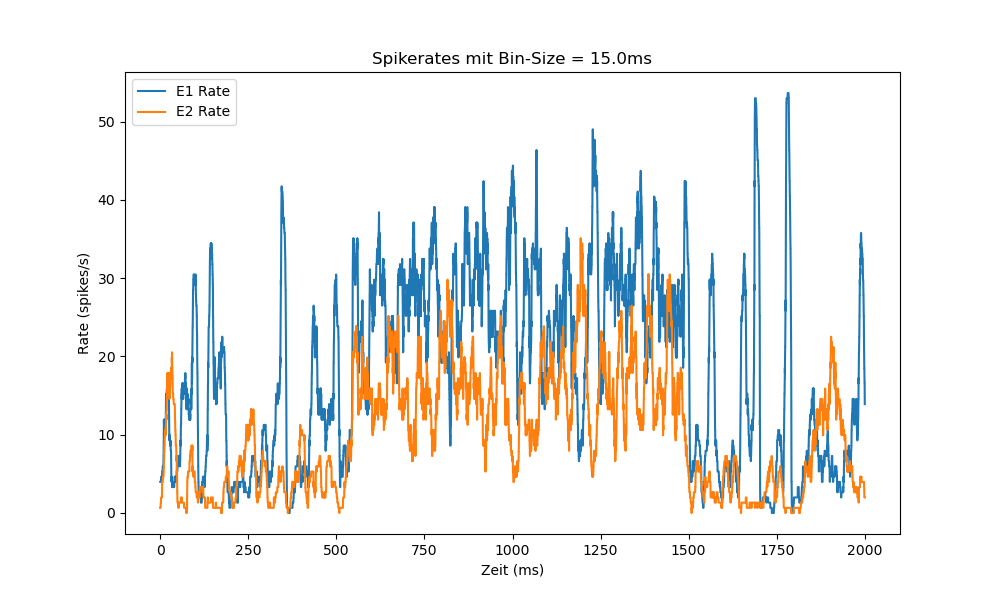 Spikerates mit Bin-Size = 15.0ms
E1 Rate
E2 Rate
50
40
30
20
10
0
Rate (spikes/s)
0 250 500 750 1000 1250 1500 1750 2000
Zeit (ms)